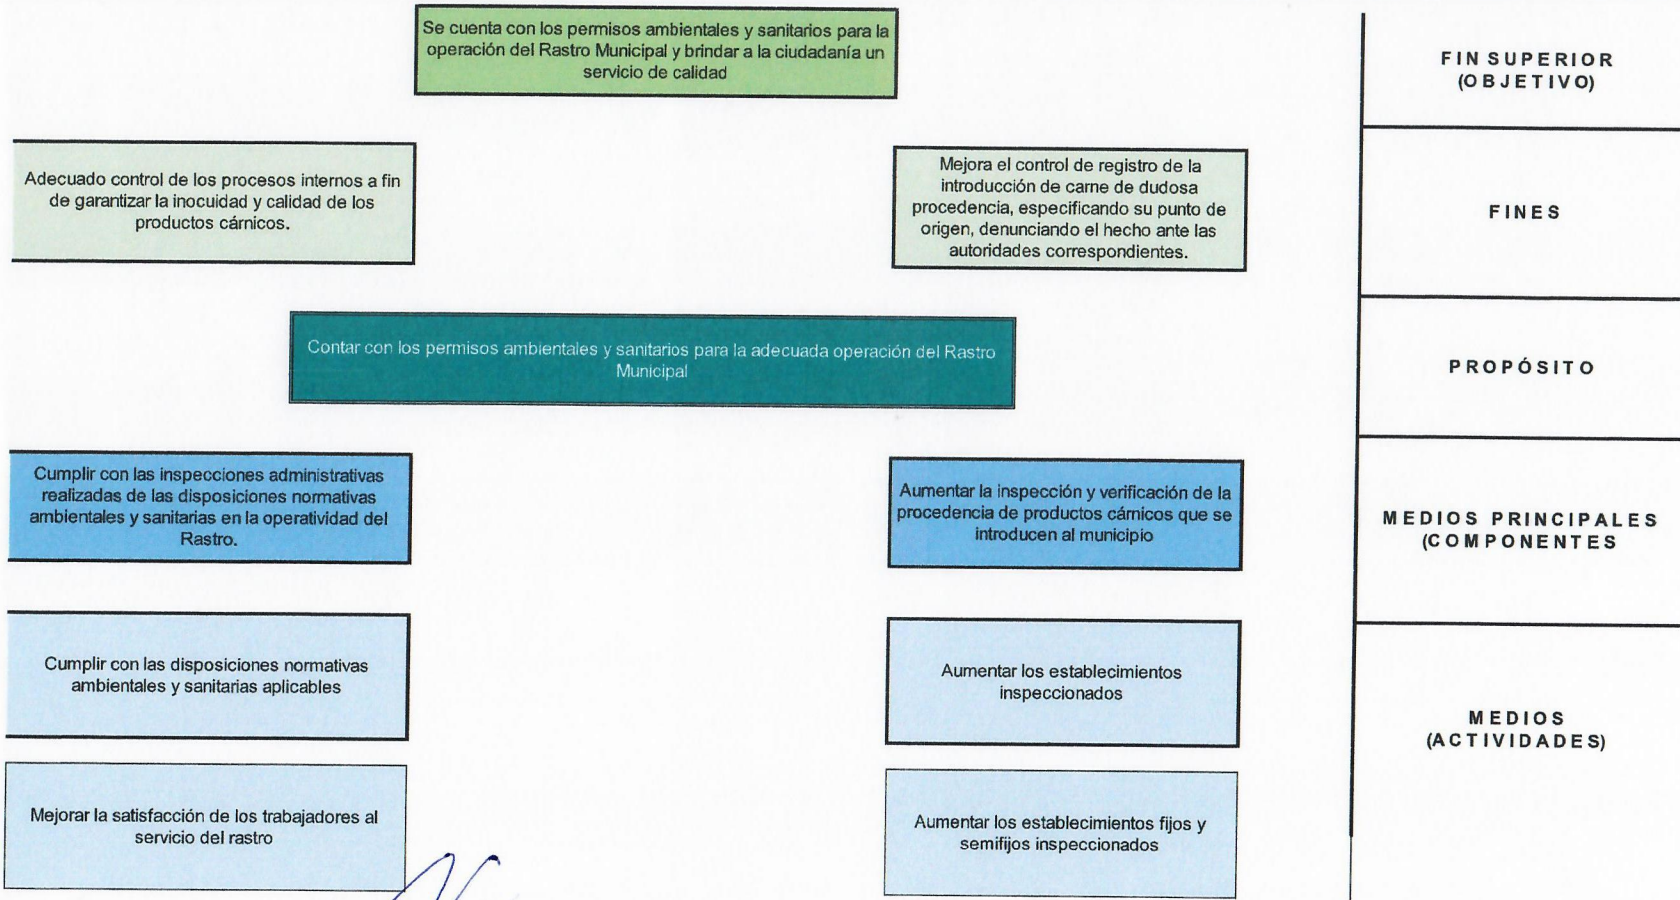 Se cuenta con los permisos ambientales y sanitarios para la
operación del Rastro Municipal y brindar a la ciudadanía un
servicio de calidad
FIN SUPERIOR
(OBJETIVO)
Adecuado control de los procesos internos a fin
de garantizar la inocuidad y calidad de los
productos cárnicos.
Mejora el control de registro de la
introducción de carne de dudosa
procedencia, especificando su punto de
origen, denunciando el hecho ante las
autoridades correspondientes.
FINES
Contar con los permisos ambientales y sanitarios para la adecuada operación del Rastro
Municipal
PROPÓSITO
Cumplir con las inspecciones administrativas
realizadas de las disposiciones normativas
ambientales y sanitarias en la operatividad del
Rastro.
Aumentar la inspección y verificación de la
procedencia de productos cárnicos que se
introducen al municipio
MEDIOS PRINCIPALES
(COMPONENTES
Cumplir con las disposiciones normativas
ambientales y sanitarias aplicables
Aumentar los establecimientos
inspeccionados
MEDIOS
(ACTIVIDADES)
Mejorar la satisfacción de los trabajadores al
servicio del rastro
Aumentar los establecimientos fijos y
semifijos inspeccionados